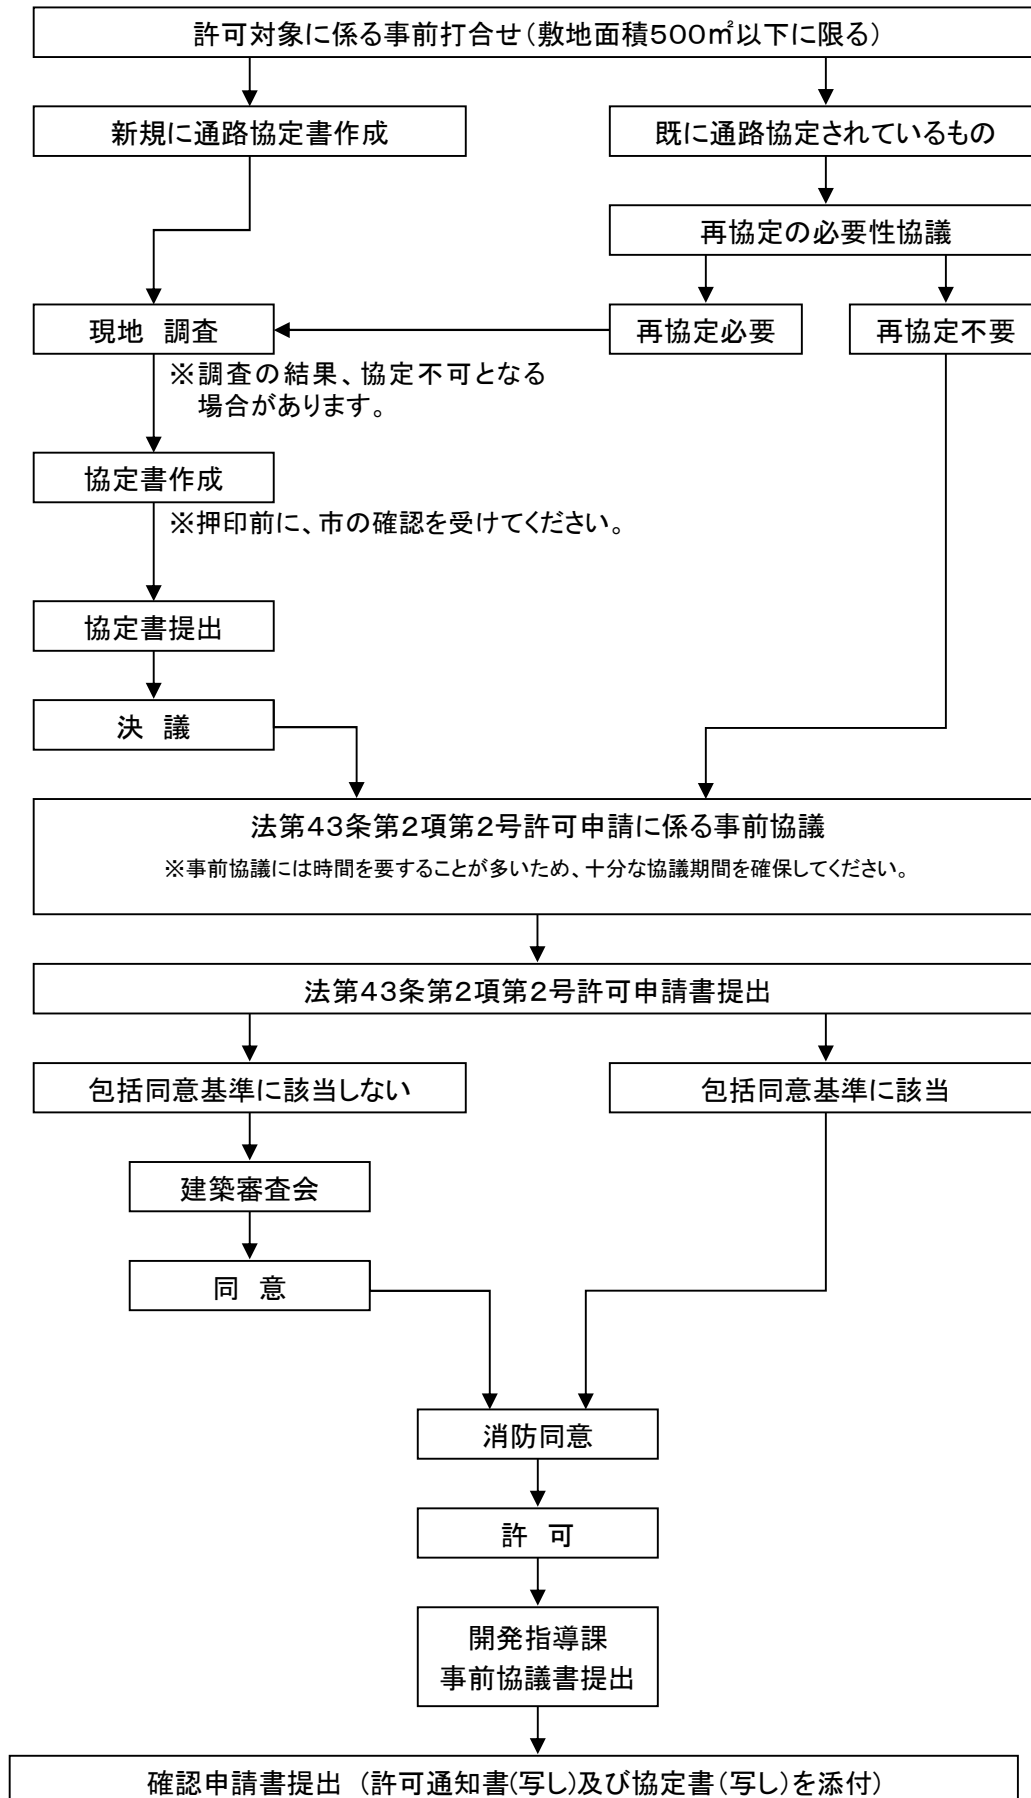 許可対象に係る事前打合せ（敷地面積500㎡以下に限る）
新規に通路協定書作成
既に通路協定されているもの
再協定の必要性協議
現地 調査
再協定必要
再協定不要
※調査の結果、協定不可となる
場合があります。
協定書作成
※押印前に、市の確認を受けてください。
協定書提出
決 議
法第43条第2項第2号許可申請に係る事前協議
※事前協議には時間を要することが多いため、十分な協議期間を確保してください。
法第43条第2項第2号許可申請書提出
包括同意基準に該当しない
包括同意基準に該当
建築審査会
同 意
消防同意
許 可
開発指導課
事前協議書提出
確認申請書提出 （許可通知書(写し)及び協定書（写し）を添付）